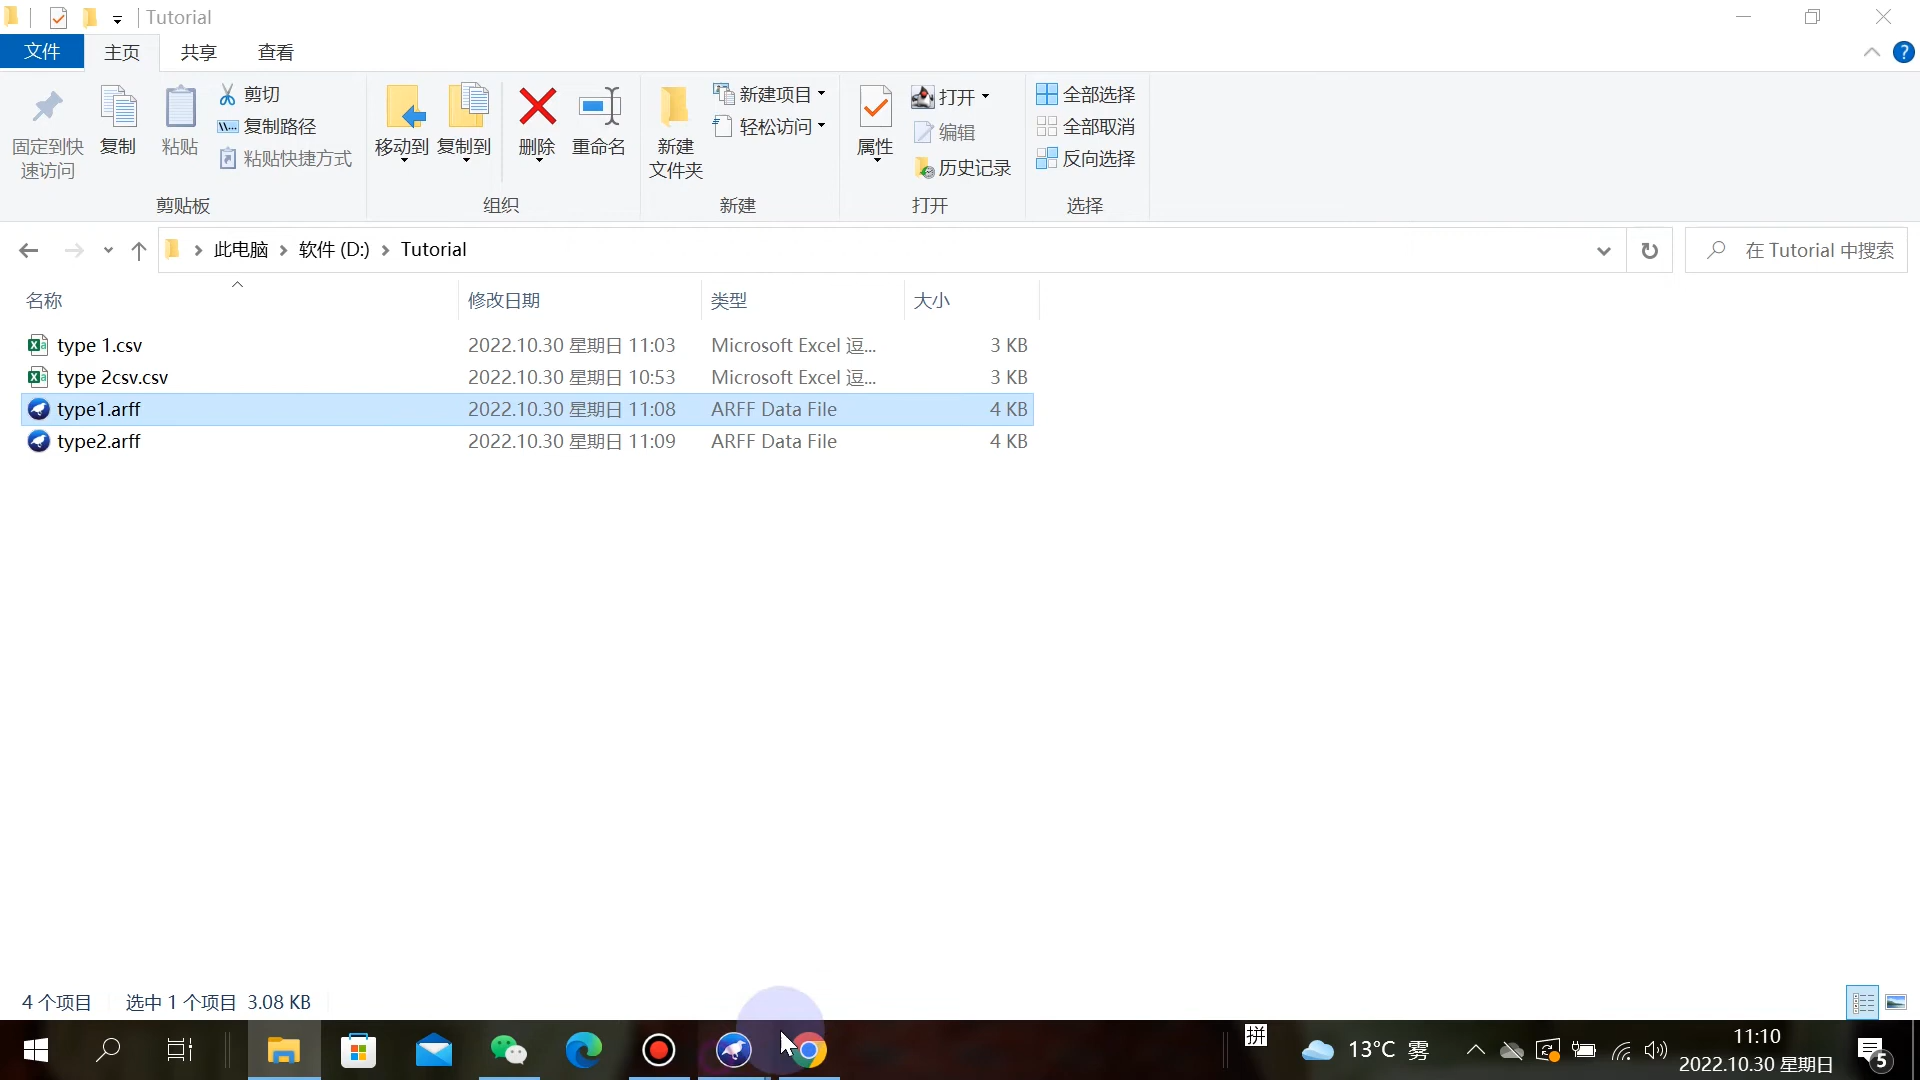 Tutorial
文件 主页 共享 查看
固定到快速访问 复制 粘贴 剪切 复制路径 粘贴快捷方式 移动到 复制到 删除 重命名 新建文件夹 新建项目 轻松访问 属性 打开 编辑 历史记录 全部选择 全部取消 反向选择
剪贴板 组织 新建 打开 选择
此电脑 软件 (D:) Tutorial 在 Tutorial 中搜索
名称 修改日期 类型 大小
type 1.csv 2022.10.30 星期日 11:03 Microsoft Excel 逗... 3 KB
type 2csv.csv 2022.10.30 星期日 10:53 Microsoft Excel 逗... 3 KB
type1.arff 2022.10.30 星期日 11:08 ARFF Data File 4 KB
type2.arff 2022.10.30 星期日 11:09 ARFF Data File 4 KB
4 个项目 选中 1 个项目 3.08 KB
拼 13°C 雾 11:10
2022.10.30 星期日 5